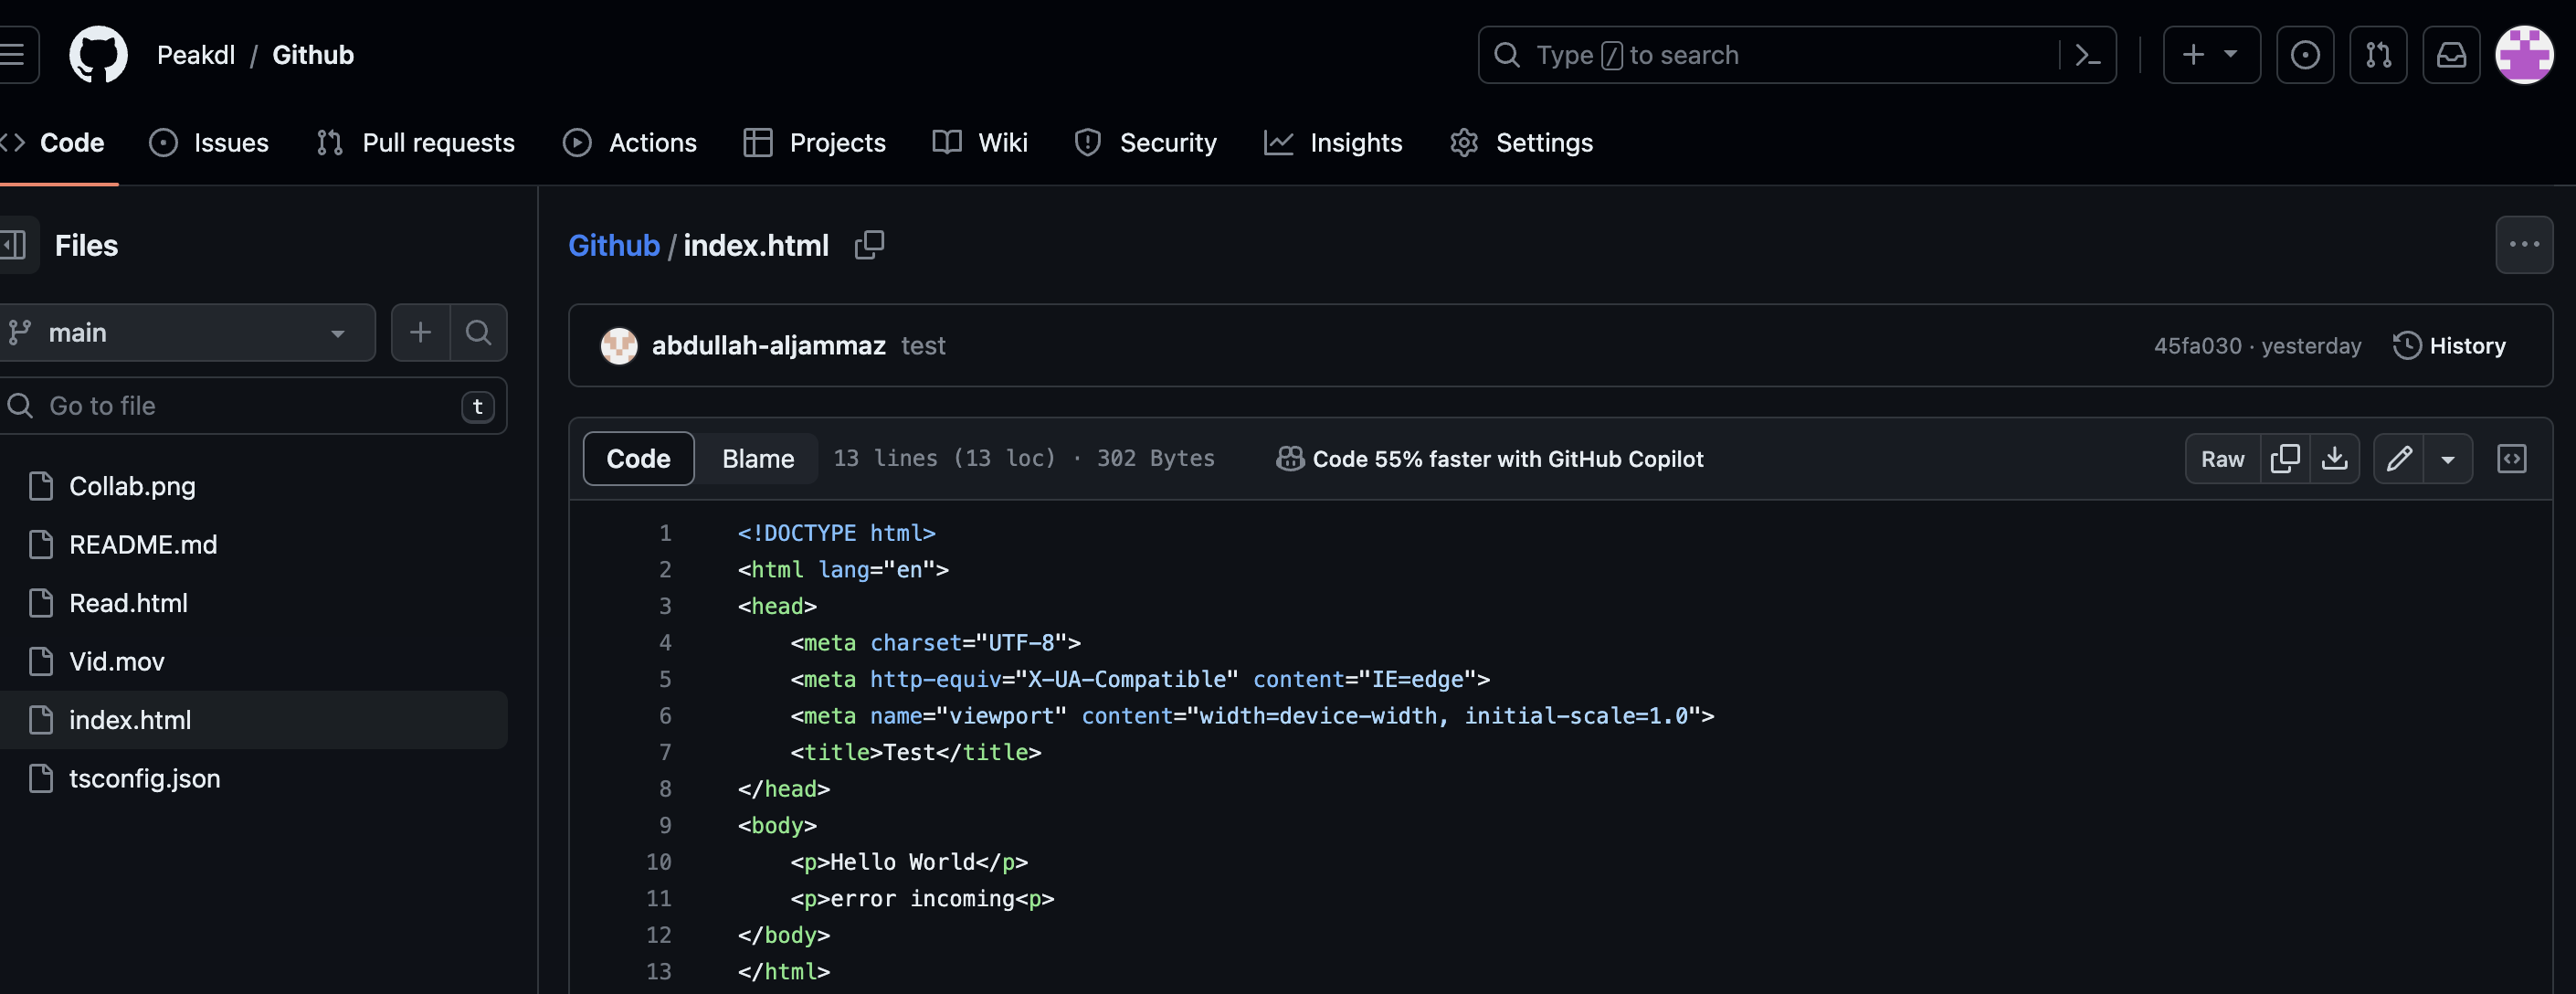 Peakdl / Github
Type / to search
Code Issues Pull requests Actions Projects Wiki Security Insights Settings
Files
main
Go to file t
Collab.png
README.md
Read.html
Vid.mov
index.html
tsconfig.json
Github / index.html
abdullah-aljammaz test 45fa030 · yesterday History
Code Blame 13 lines (13 loc) · 302 Bytes Code 55% faster with GitHub Copilot Raw
1 <!DOCTYPE html>
2 <html lang="en">
3 <head>
4     <meta charset="UTF-8">
5     <meta http-equiv="X-UA-Compatible" content="IE=edge">
6     <meta name="viewport" content="width=device-width, initial-scale=1.0">
7     <title>Test</title>
8 </head>
9 <body>
10     <p>Hello World</p>
11     <p>error incoming<p>
12 </body>
13 </html>